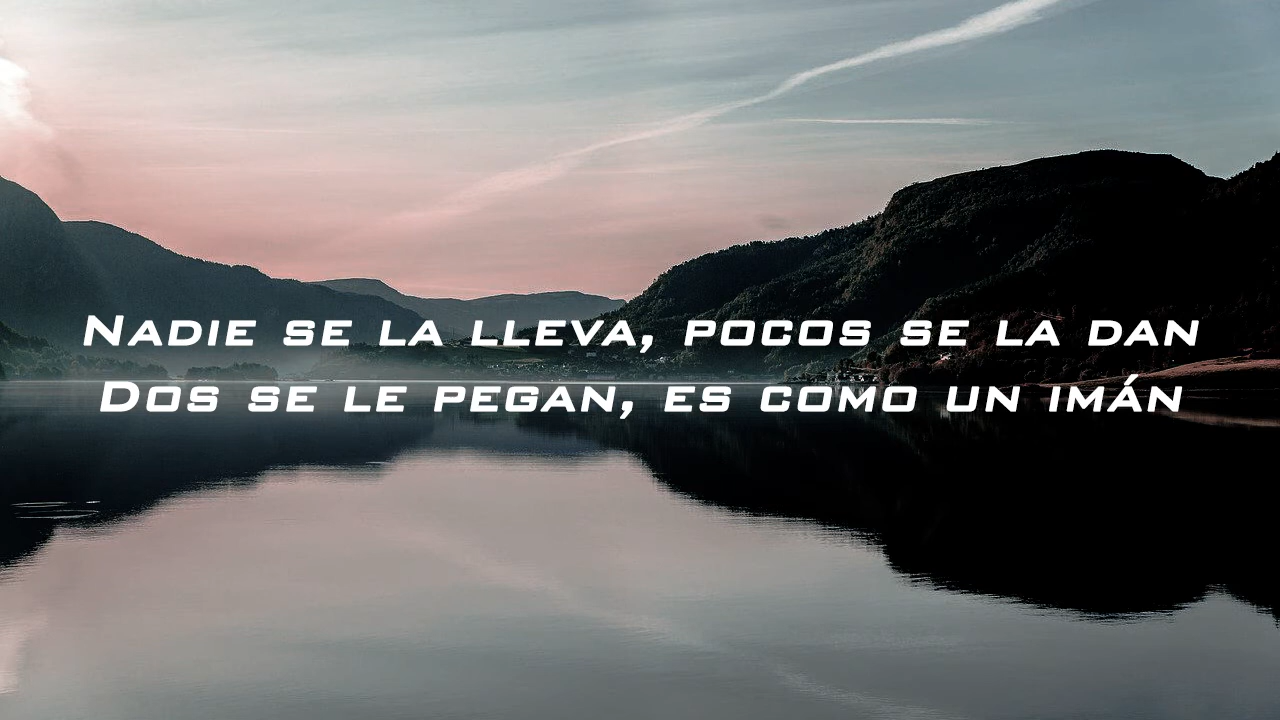 Nadie se la lleva, pocos se la dan
Dos se le pegan, es como un imán